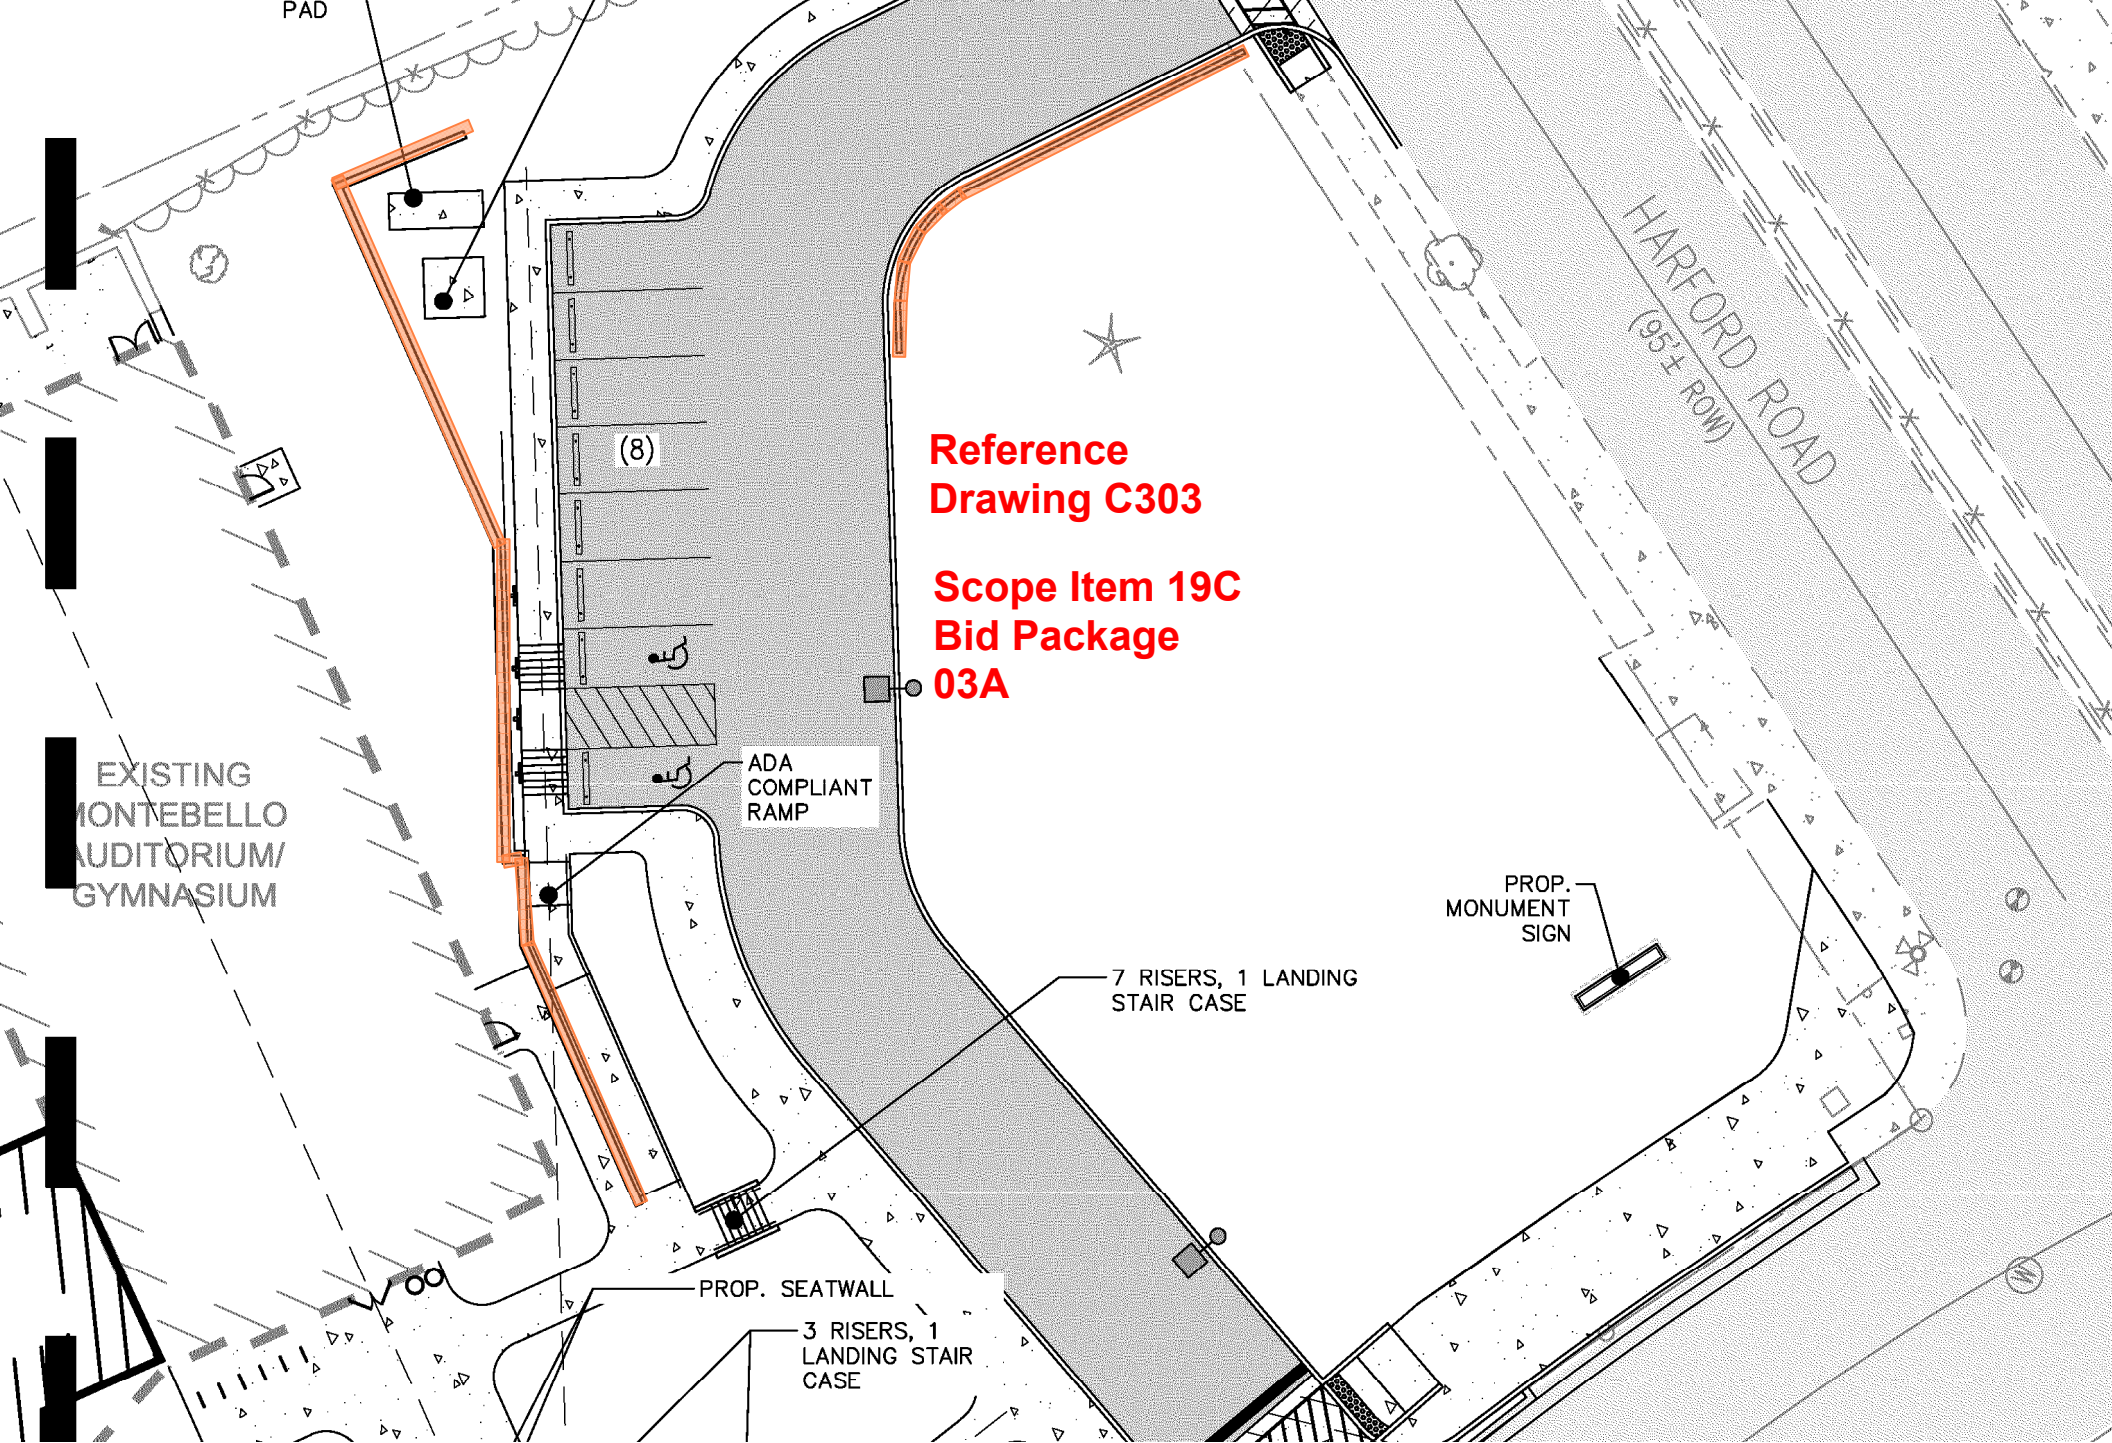 PAD
HARFORD ROAD
(95'± ROW)
(8)
Reference
Drawing C303
Scope Item 19C
Bid Package
03A
EXISTING
MONTEBELLO
AUDITORIUM/
GYMNASIUM
ADA
COMPLIANT
RAMP
PROP.
MONUMENT
SIGN
7 RISERS, 1 LANDING
STAIR CASE
PROP. SEATWALL
3 RISERS, 1
LANDING STAIR
CASE
W